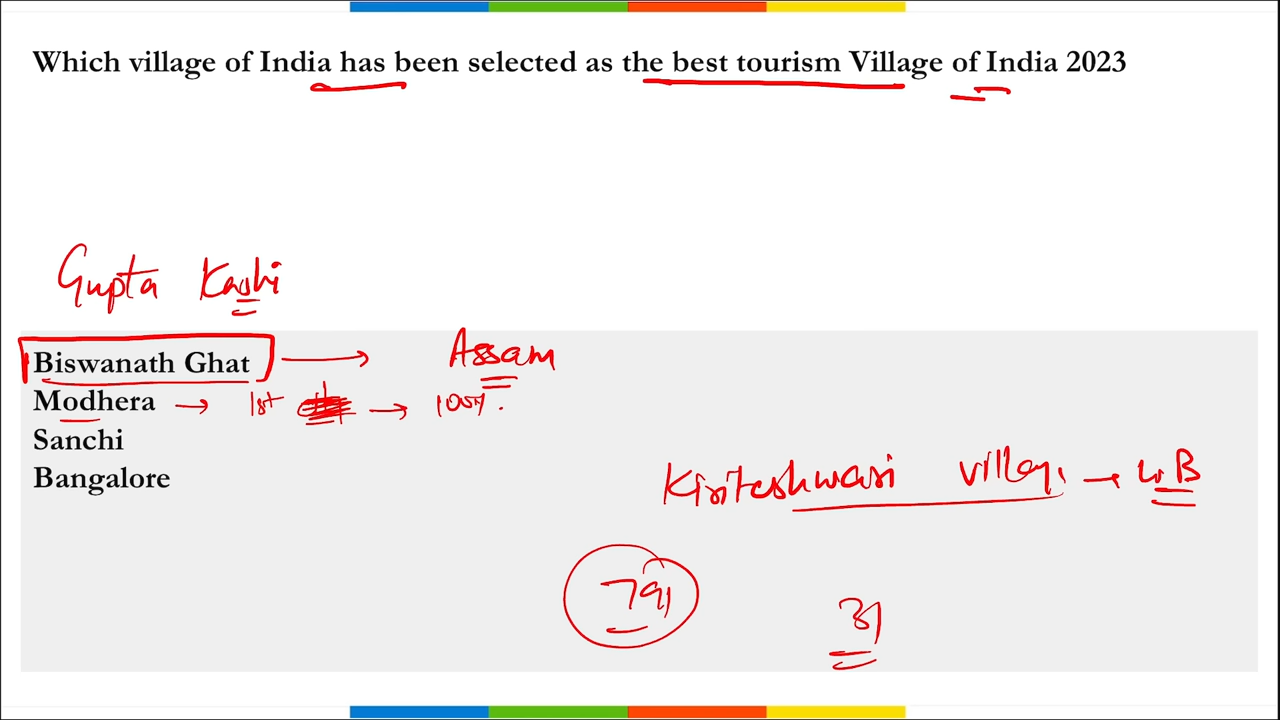 Which village of India has been selected as the best tourism Village of India 2023
Gupta Kashi
Biswanath Ghat → Assam
Modhera → 1st → 100%.
Sanchi
Bangalore
Kiriteshwari village → WB
791
31